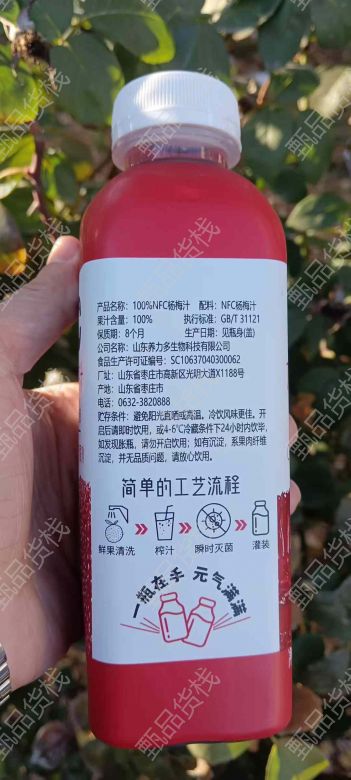 产品名称：100%NFC杨梅汁 配料：NFC杨梅汁
果汁含量：100% 执行标准：GB/T 31121
保质期：8个月 生产日期：见瓶身(盖)
公司名称：山东养力多生物科技有限公司
食品生产许可证编号：SC10637040300062
厂址：山东省枣庄市高新区光明大道X1188号
产地：山东省枣庄市
电话：0632-3820888
贮存条件：避免阳光直晒或高温。冷饮风味更佳。开
启后请即时饮用，或4-6℃冷藏条件下24小时内饮毕，
如发现胀瓶，请勿开启饮用；如有沉淀，系果肉纤维
沉淀，并无品质问题，请放心饮用。
简单的工艺流程
鲜果清洗 榨汁 瞬时灭菌 灌装
一瓶在手 元气满满
甄品货栈